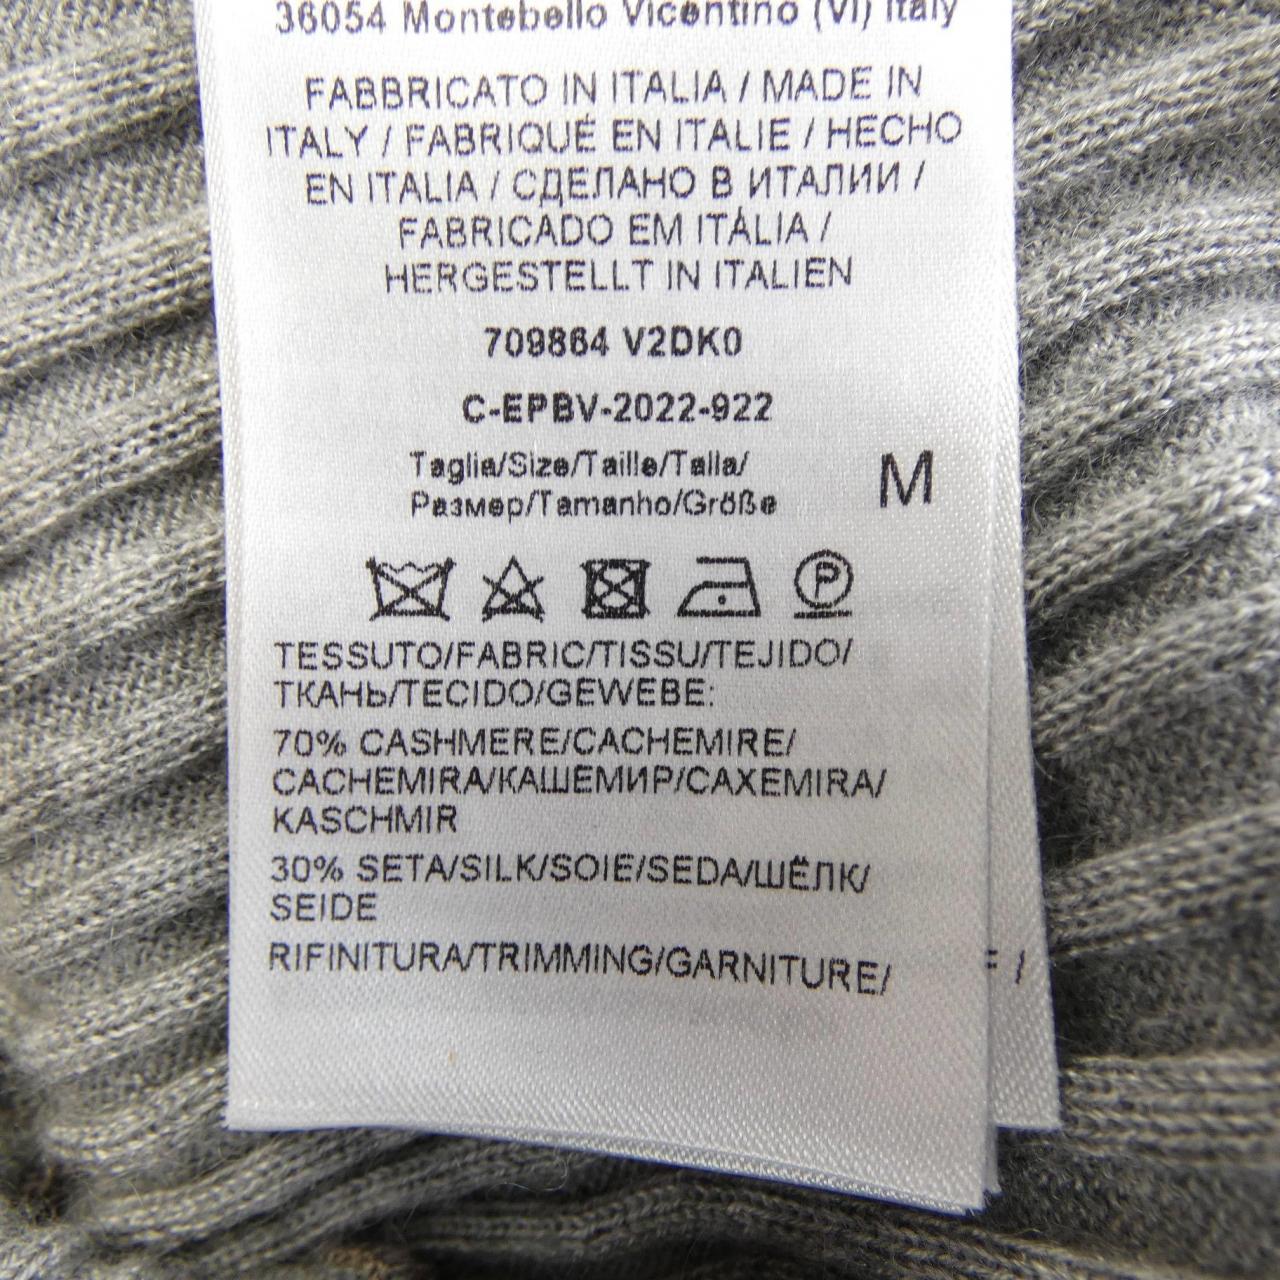 36054 Montebello Vicentino (VI) Italy
FABBRICATO IN ITALIA / MADE IN
ITALY / FABRIQUÉ EN ITALIE / HECHO
EN ITALIA / СДЕЛАНО В ИТАЛИИ /
FABRICADO EM ITÁLIA /
HERGESTELLT IN ITALIEN
709864 V2DK0
C-EPBV-2022-922
Taglia/Size/Taille/Talla/
Размер/Tamanho/Größe M
P
TESSUTO/FABRIC/TISSU/TEJIDO/
ТКАНЬ/TECIDO/GEWEBE:
70% CASHMERE/CACHEMIRE/
CACHEMIRA/КАШЕМИР/CAXEMIRA/
KASCHMIR
30% SETA/SILK/SOIE/SEDA/ШЁЛК/
SEIDE
RIFINITURA/TRIMMING/GARNITURE/